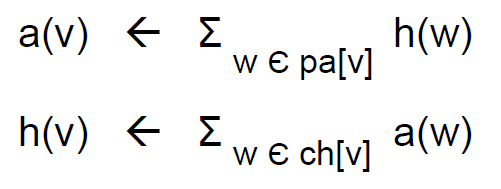 a(v) ← Σ w Є pa[v] h(w)
h(v) ← Σ w Є ch[v] a(w)